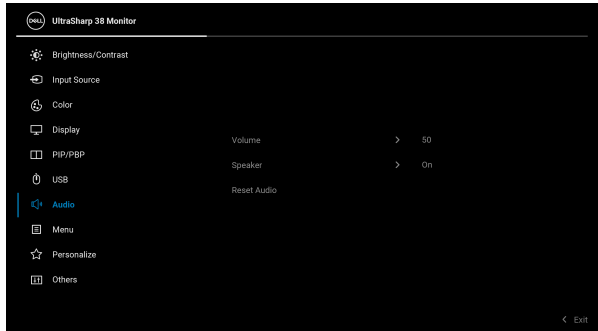 DELL
UltraSharp 38 Monitor
Brightness/Contrast
Input Source
Color
Display
PIP/PBP
USB
Audio
Menu
Personalize
Others
Volume > 50
Speaker > On
Reset Audio
< Exit